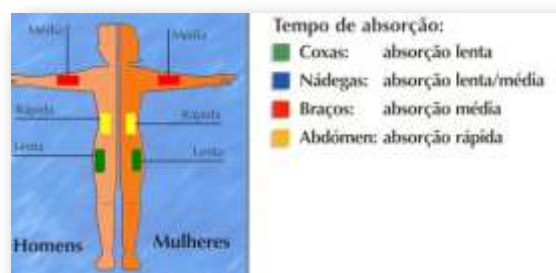 Média
Média
Rápida
Rápida
Lenta
Lenta
Homens
Mulheres
Tempo de absorção:
Coxas: absorção lenta
Nádegas: absorção lenta/média
Braços: absorção média
Abdómen: absorção rápida